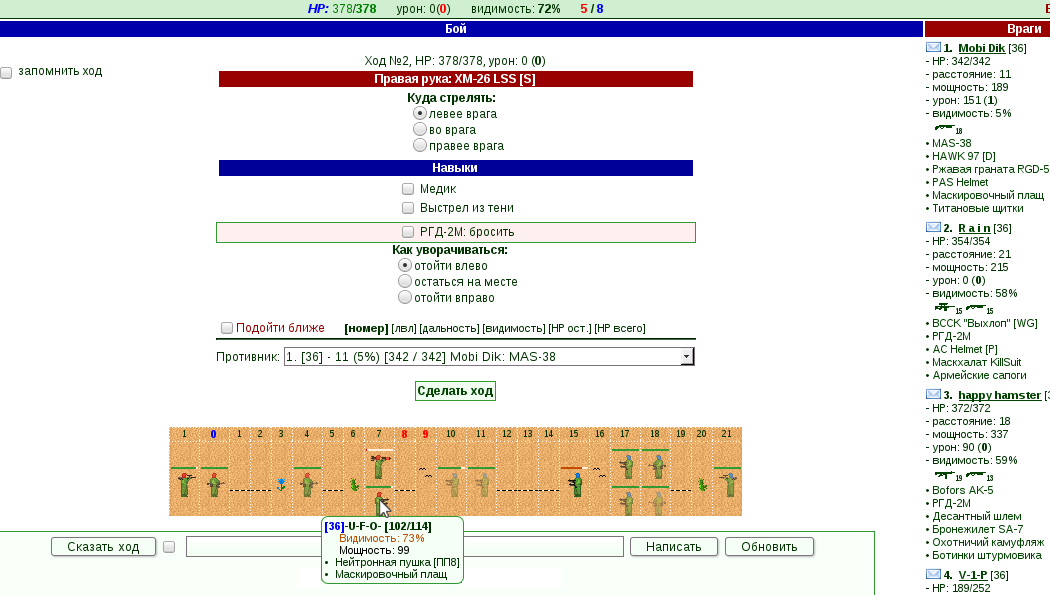 HP: 378/378 урон: 0(0) видимость: 72% 5 / 8
Бой
Враги
запомнить ход
Ход №2, HP: 378/378, урон: 0 (0)
Правая рука: XM-26 LSS [S]
Куда стрелять:
левее врага
во врага
правее врага
Навыки
Медик
Выстрел из тени
РГД-2М: бросить
Как уворачиваться:
отойти влево
остаться на месте
отойти вправо
Подойти ближе [номер] [лвл] [дальность] [видимость] [HP ост.] [HP всего]
Противник: 1. [36] - 11 (5%) [342 / 342] Mobi Dik: MAS-38
Сделать ход
1 0 1 2 3 4 5 6 7 8 9 10 11 12 13 14 15 16 17 18 19 20 21
[36]-U-F-O- [102/114]
Видимость: 73%
Мощность: 99
• Нейтронная пушка [ПП8]
• Маскировочный плащ
Сказать ход
Написать
Обновить
1. Mobi Dik [36]
- HP: 342/342
- расстояние: 11
- мощность: 189
- урон: 151 (1)
- видимость: 5%
18
• MAS-38
• HAWK 97 [D]
• Ржавая граната RGD-5
• PAS Helmet
• Маскировочный плащ
• Титановые щитки
2. R a i n [36]
- HP: 354/354
- расстояние: 21
- мощность: 215
- урон: 0 (0)
- видимость: 58%
15 15
• ВССК "Выхлоп" [WG]
• РГД-2М
• AC Helmet [P]
• Маскхалат KillSuit
• Армейские сапоги
3. happy hamster [3
- HP: 372/372
- расстояние: 18
- мощность: 337
- урон: 90 (0)
- видимость: 59%
19 13
• Bofors AK-5
• РГД-2М
• Десантный шлем
• Бронежилет SA-7
• Охотничий камуфляж
• Ботинки штурмовика
4. V-1-P [36]
- HP: 189/252